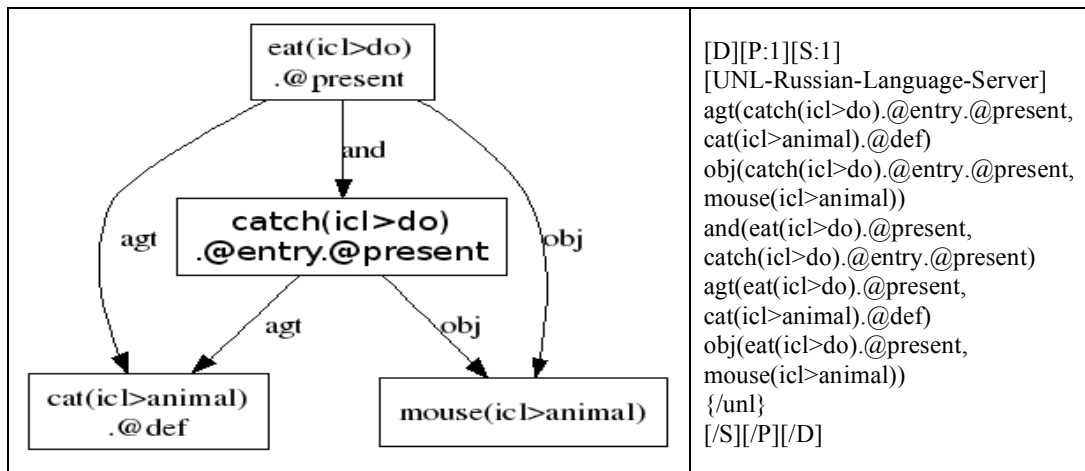 eat(icl>do)
.@present
and
catch(icl>do)
.@entry.@present
agt
obj
agt
obj
cat(icl>animal)
.@def
mouse(icl>animal)
[D][P:1][S:1]
[UNL-Russian-Language-Server]
agt(catch(icl>do).@entry.@present,
cat(icl>animal).@def)
obj(catch(icl>do).@entry.@present,
mouse(icl>animal))
and(eat(icl>do).@present,
catch(icl>do).@entry.@present)
agt(eat(icl>do).@present,
cat(icl>animal).@def)
obj(eat(icl>do).@present,
mouse(icl>animal))
{/unl}
[/S][/P][/D]